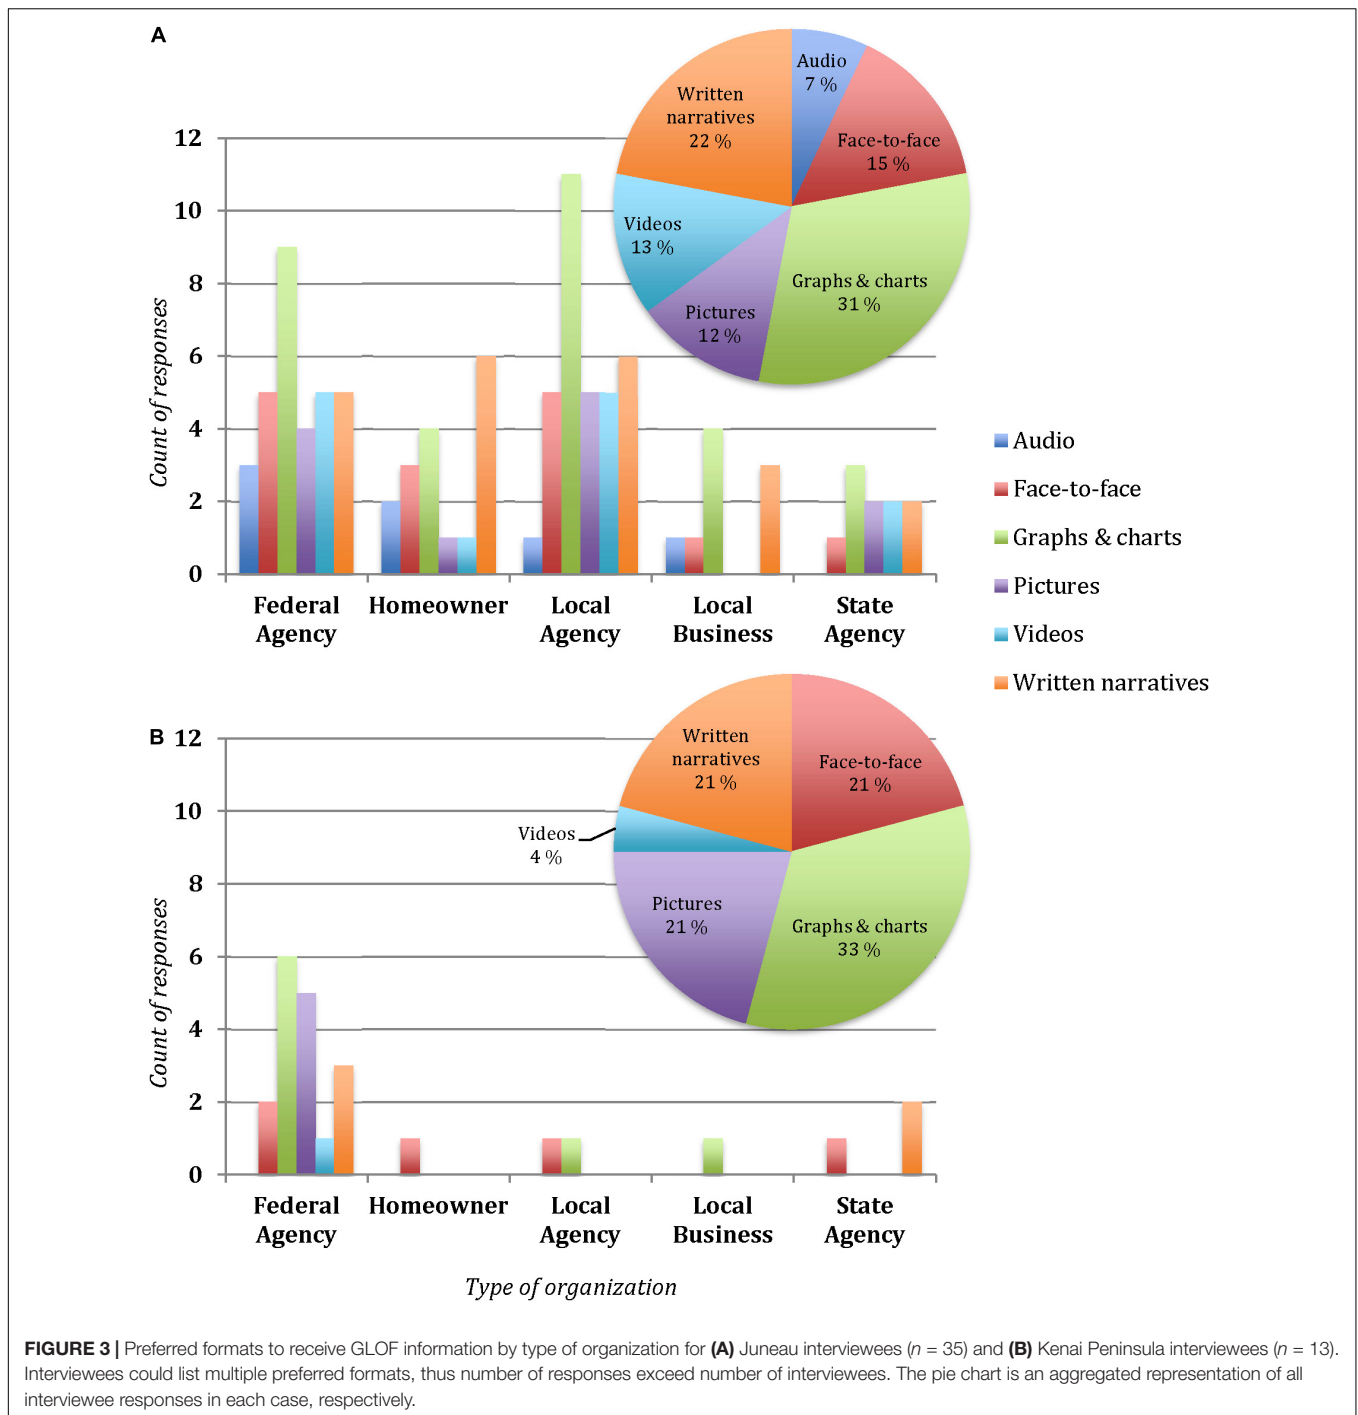 A
12
10
8
6
4
2
0
Count of responses
Audio
7 %
Face-to-face
15 %
Graphs & charts
31 %
Pictures
12 %
Videos
13 %
Written
narratives
22 %
Federal
Agency
Homeowner
Local
Agency
Local
Business
State
Agency
Audio
Face-to-face
Graphs & charts
Pictures
Videos
Written narratives
B
12
10
8
6
4
2
0
Count of responses
Face-to-face
21 %
Graphs & charts
33 %
Pictures
21 %
Videos
4 %
Written
narratives
21 %
Federal
Agency
Homeowner
Local
Agency
Local
Business
State
Agency
Type of organization
FIGURE 3 | Preferred formats to receive GLOF information by type of organization for (A) Juneau interviewees (n = 35) and (B) Kenai Peninsula interviewees (n = 13).
Interviewees could list multiple preferred formats, thus number of responses exceed number of interviewees. The pie chart is an aggregated representation of all
interviewee responses in each case, respectively.